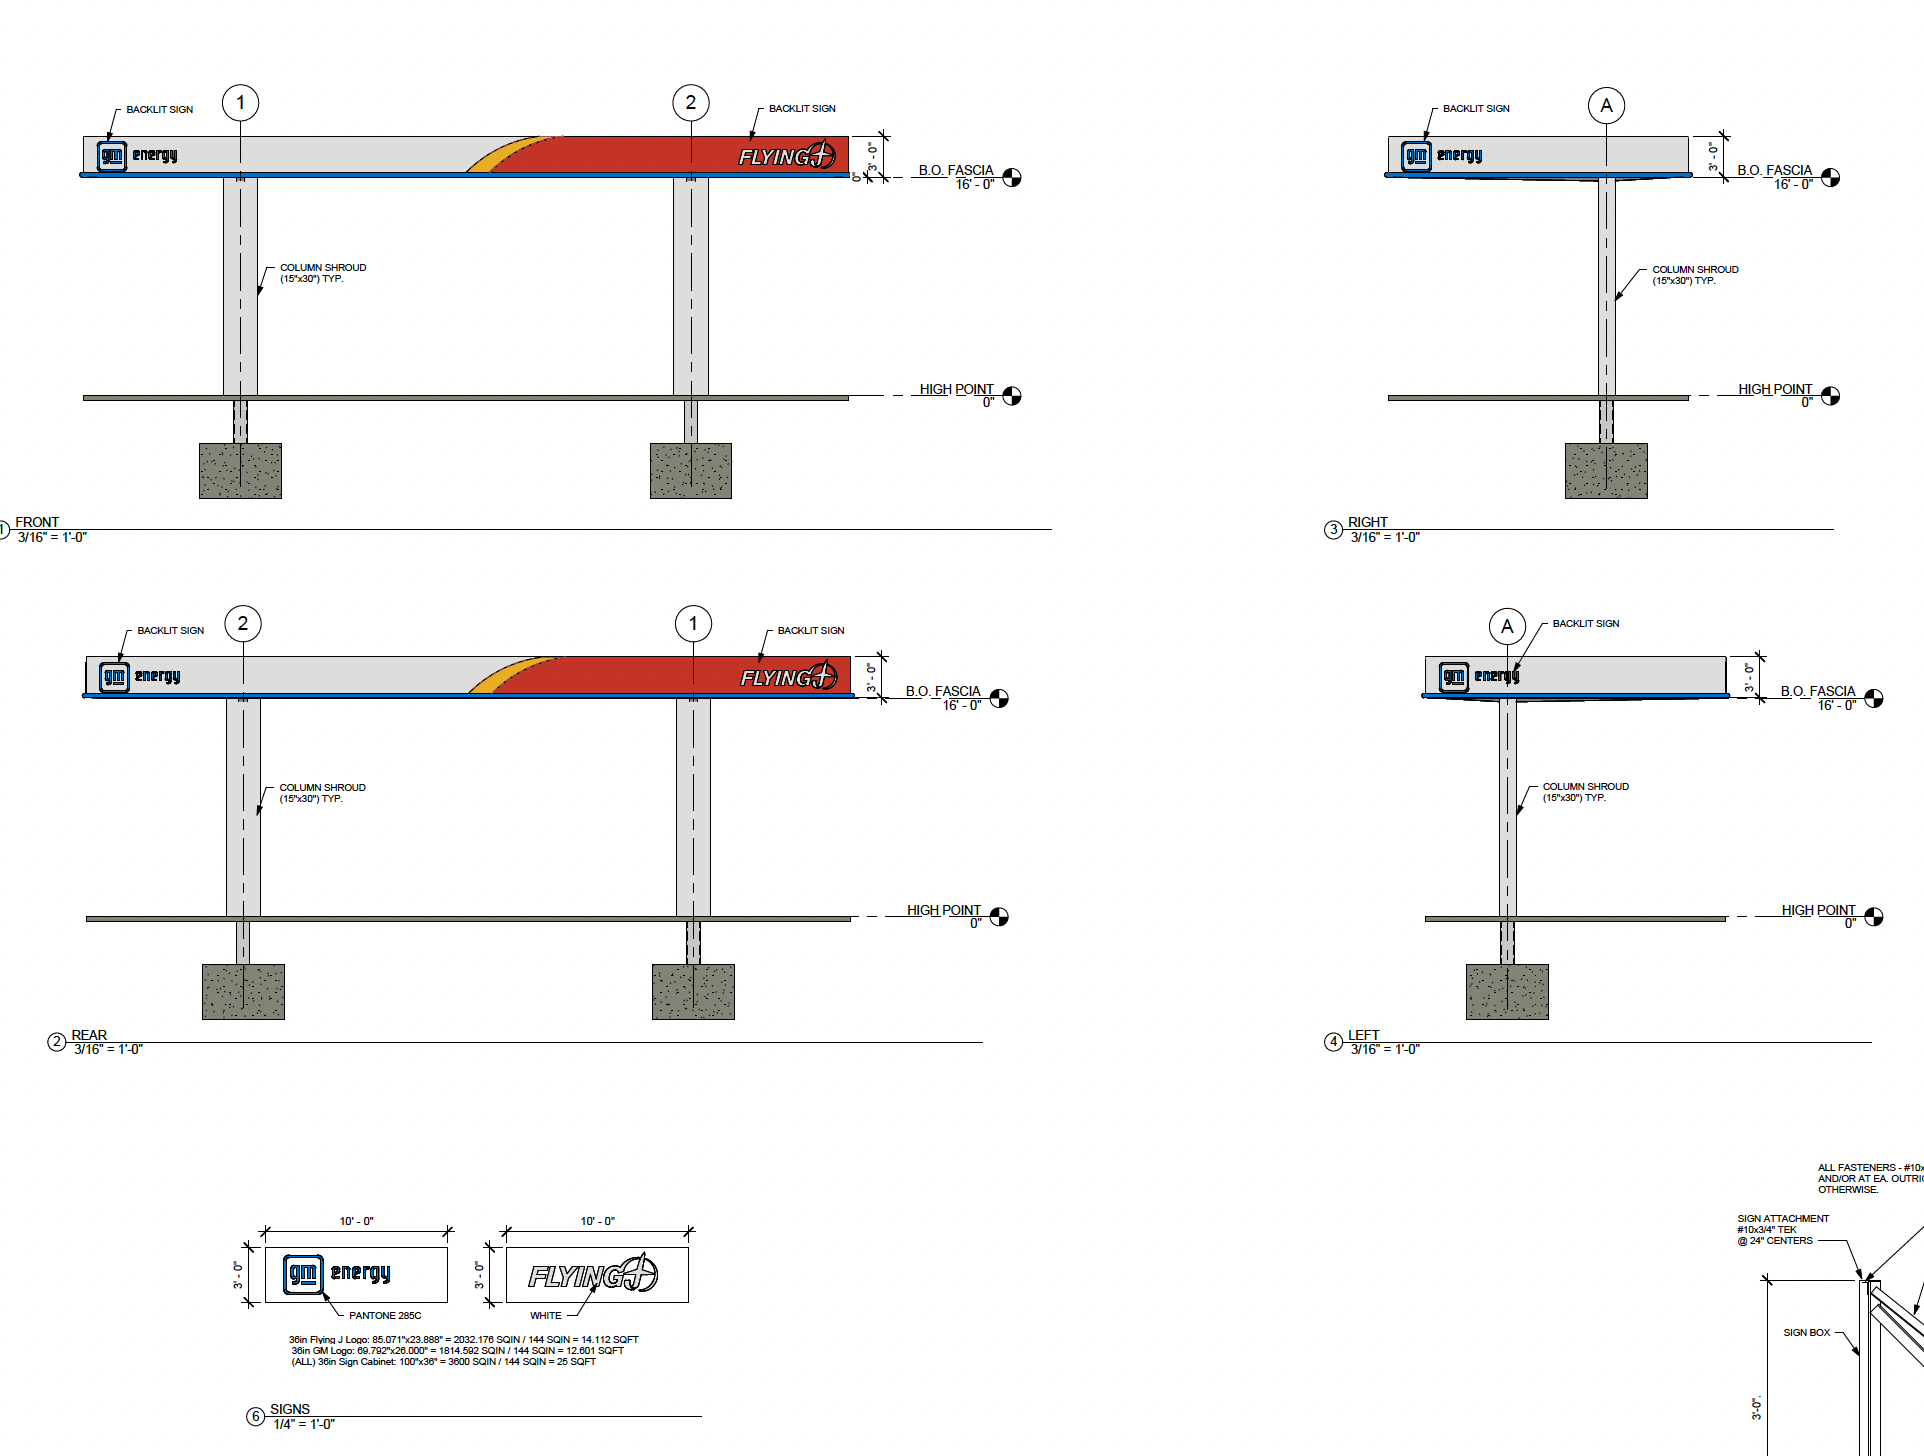 1
2
BACKLIT SIGN
BACKLIT SIGN
gm energy
FLYING J
3' - 0"
0"
B.O. FASCIA
16' - 0"
COLUMN SHROUD
(15"x30") TYP.
HIGH POINT
0"
1 FRONT
3/16" = 1'-0"
A
BACKLIT SIGN
gm energy
3' - 0"
B.O. FASCIA
16' - 0"
COLUMN SHROUD
(15"x30") TYP.
HIGH POINT
0"
3 RIGHT
3/16" = 1'-0"
2
1
BACKLIT SIGN
BACKLIT SIGN
gm energy
FLYING J
3' - 0"
B.O. FASCIA
16' - 0"
COLUMN SHROUD
(15"x30") TYP.
HIGH POINT
0"
2 REAR
3/16" = 1'-0"
A
BACKLIT SIGN
gm energy
3' - 0"
B.O. FASCIA
16' - 0"
COLUMN SHROUD
(15"x30") TYP.
HIGH POINT
0"
4 LEFT
3/16" = 1'-0"
10' - 0"
3' - 0"
gm energy
PANTONE 285C
10' - 0"
3' - 0"
FLYING J
WHITE
36in Flying J Logo: 85.071"x23.888" = 2032.176 SQIN / 144 SQIN = 14.112 SQFT
36in GM Logo: 69.792"x26.000" = 1814.592 SQIN / 144 SQIN = 12.601 SQFT
(ALL) 36in Sign Cabinet: 100"x36" = 3600 SQIN / 144 SQIN = 25 SQFT
6 SIGNS
1/4" = 1'-0"
ALL FASTENERS - #10x
AND/OR AT EA. OUTRI
OTHERWISE.
SIGN ATTACHMENT
#10x3/4" TEK
@ 24" CENTERS
SIGN BOX
3'-0".